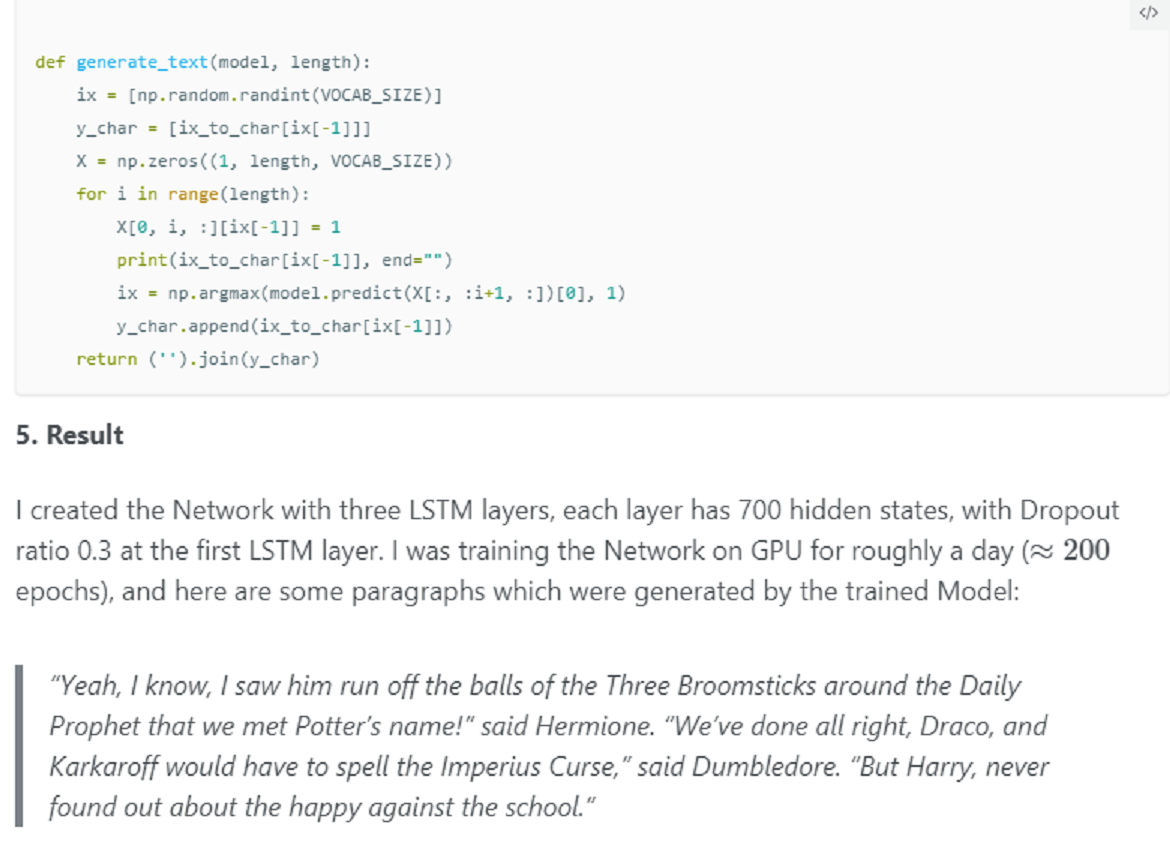 </>
def generate_text(model, length):
    ix = [np.random.randint(VOCAB_SIZE)]
    y_char = [ix_to_char[ix[-1]]]
    X = np.zeros((1, length, VOCAB_SIZE))
    for i in range(length):
        X[0, i, :][ix[-1]] = 1
        print(ix_to_char[ix[-1]], end="")
        ix = np.argmax(model.predict(X[:, :i+1, :])[0], 1)
        y_char.append(ix_to_char[ix[-1]])
    return ('').join(y_char)
5. Result
I created the Network with three LSTM layers, each layer has 700 hidden states, with Dropout
ratio 0.3 at the first LSTM layer. I was training the Network on GPU for roughly a day (≈ 200
epochs), and here are some paragraphs which were generated by the trained Model:
“Yeah, I know, I saw him run off the balls of the Three Broomsticks around the Daily
Prophet that we met Potter’s name!” said Hermione. “We’ve done all right, Draco, and
Karkaroff would have to spell the Imperius Curse,” said Dumbledore. “But Harry, never
found out about the happy against the school.”